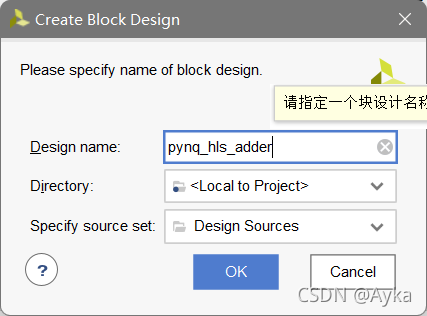 Create Block Design
Please specify name of block design.
请指定一个块设计名称
Design name: pynq_hls_adder
Directory: <Local to Project>
Specify source set: Design Sources
? OK Cancel
CSDN @Ayka